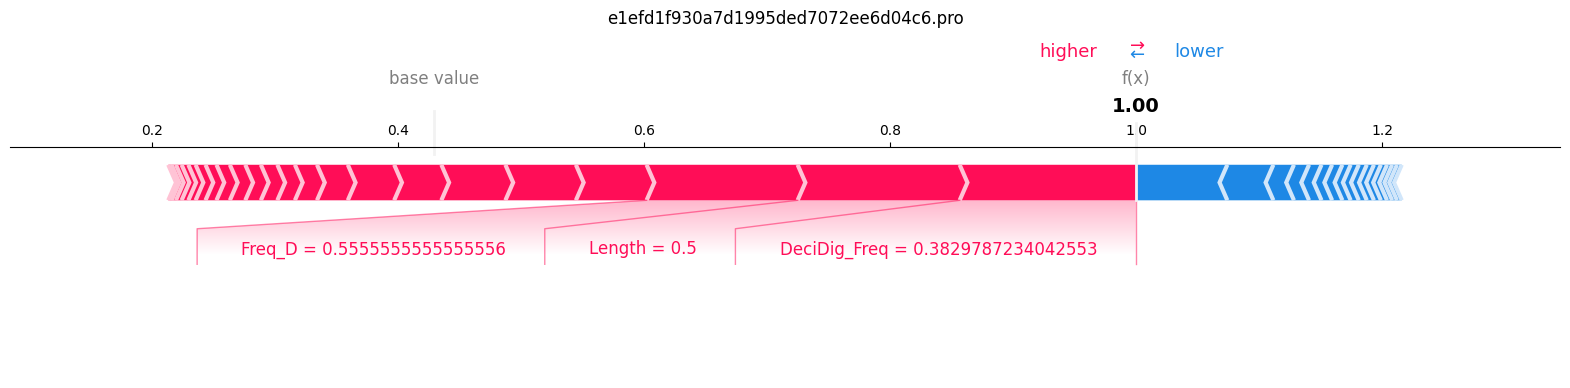 e1efd1f930a7d1995ded7072ee6d04c6.pro
higher ⇄ lower
base value f(x)
1.00
0.2 0.4 0.6 0.8 1 0 1.2
Freq_D = 0.5555555555555556 Length = 0.5 DeciDig_Freq = 0.3829787234042553